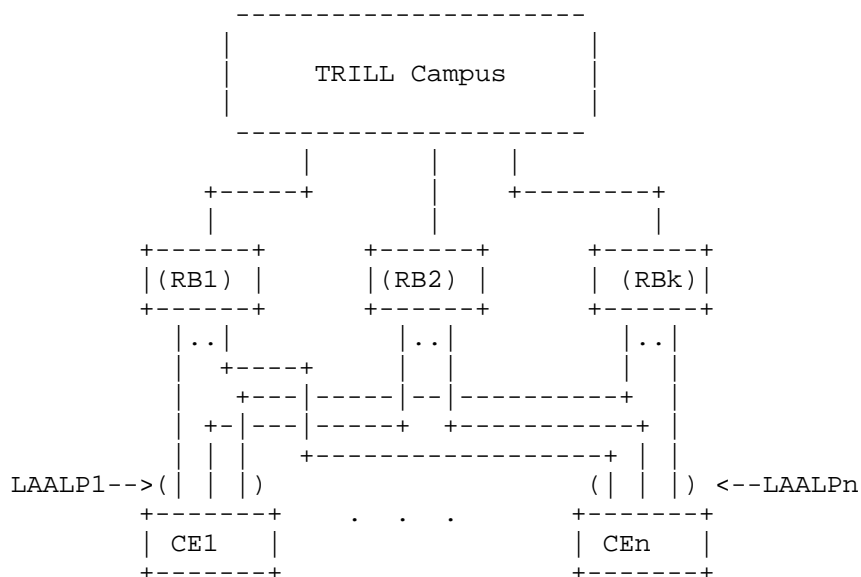 TRILL Campus
(RB1) (RB2) (RBk)
|..| |..| |..|
LAALP1-->(| | |) (| | |) <--LAALPn
. . .
CE1 CEn